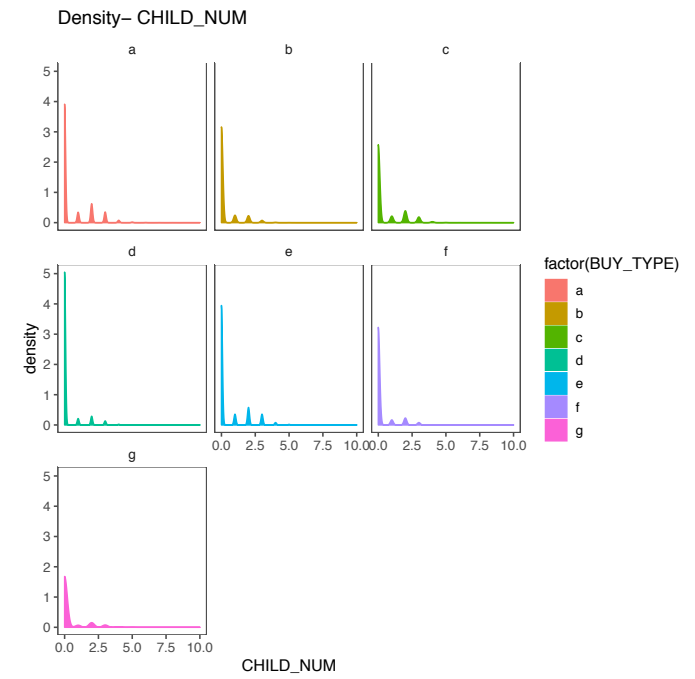 Density− CHILD_NUM
a b c
5
4
3
2
1
0
d e f
5
4
3
2
1
0
0.0 2.5 5.0 7.5 10.0 0.0 2.5 5.0 7.5 10.0
g
5
4
3
2
1
0
0.0 2.5 5.0 7.5 10.0
CHILD_NUM
density
factor(BUY_TYPE)
a
b
c
d
e
f
g